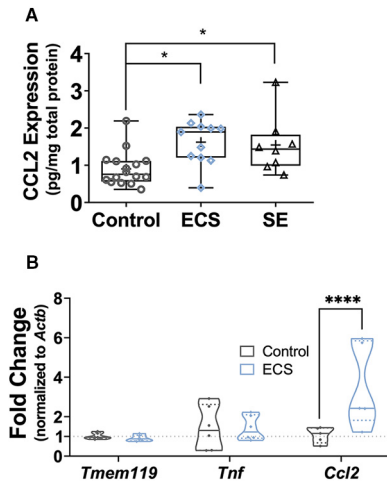 A
CCL2 Expression
(pg/mg total protein)
4
3
2
1
0
*
*
Control
ECS
SE
B
Fold Change
(normalized to Actb)
8
6
4
2
1
0
****
Control
ECS
Tmem119
Tnf
Ccl2